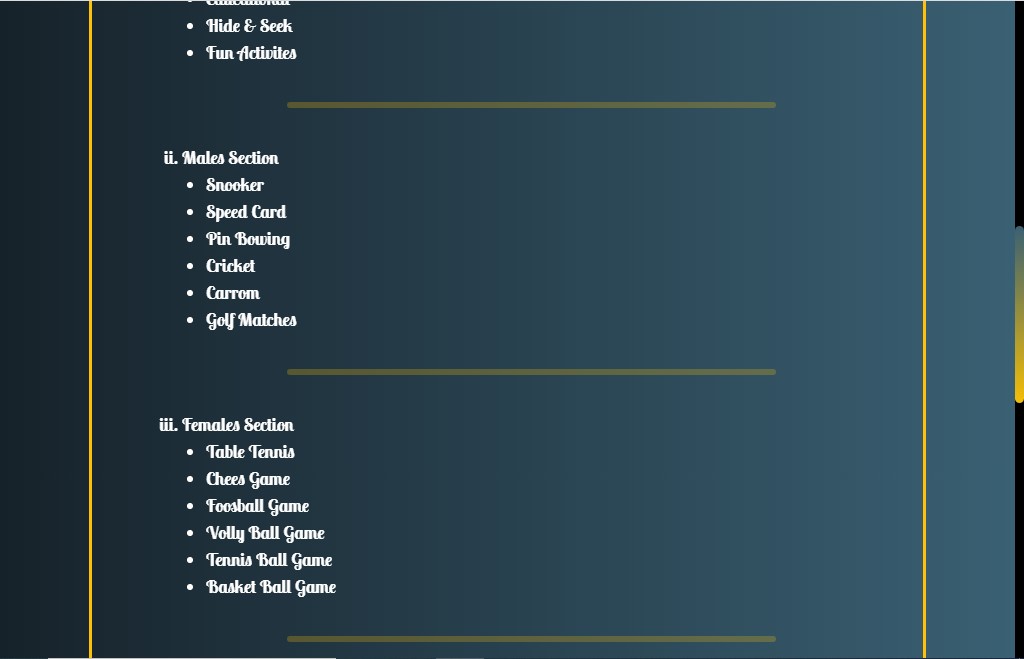 Hide & Seek
Fun Activites
ii. Males Section
Snooker
Speed Card
Pin Bowing
Cricket
Carrom
Golf Matches
iii. Females Section
Table Tennis
Chees Game
Foosball Game
Volly Ball Game
Tennis Ball Game
Basket Ball Game